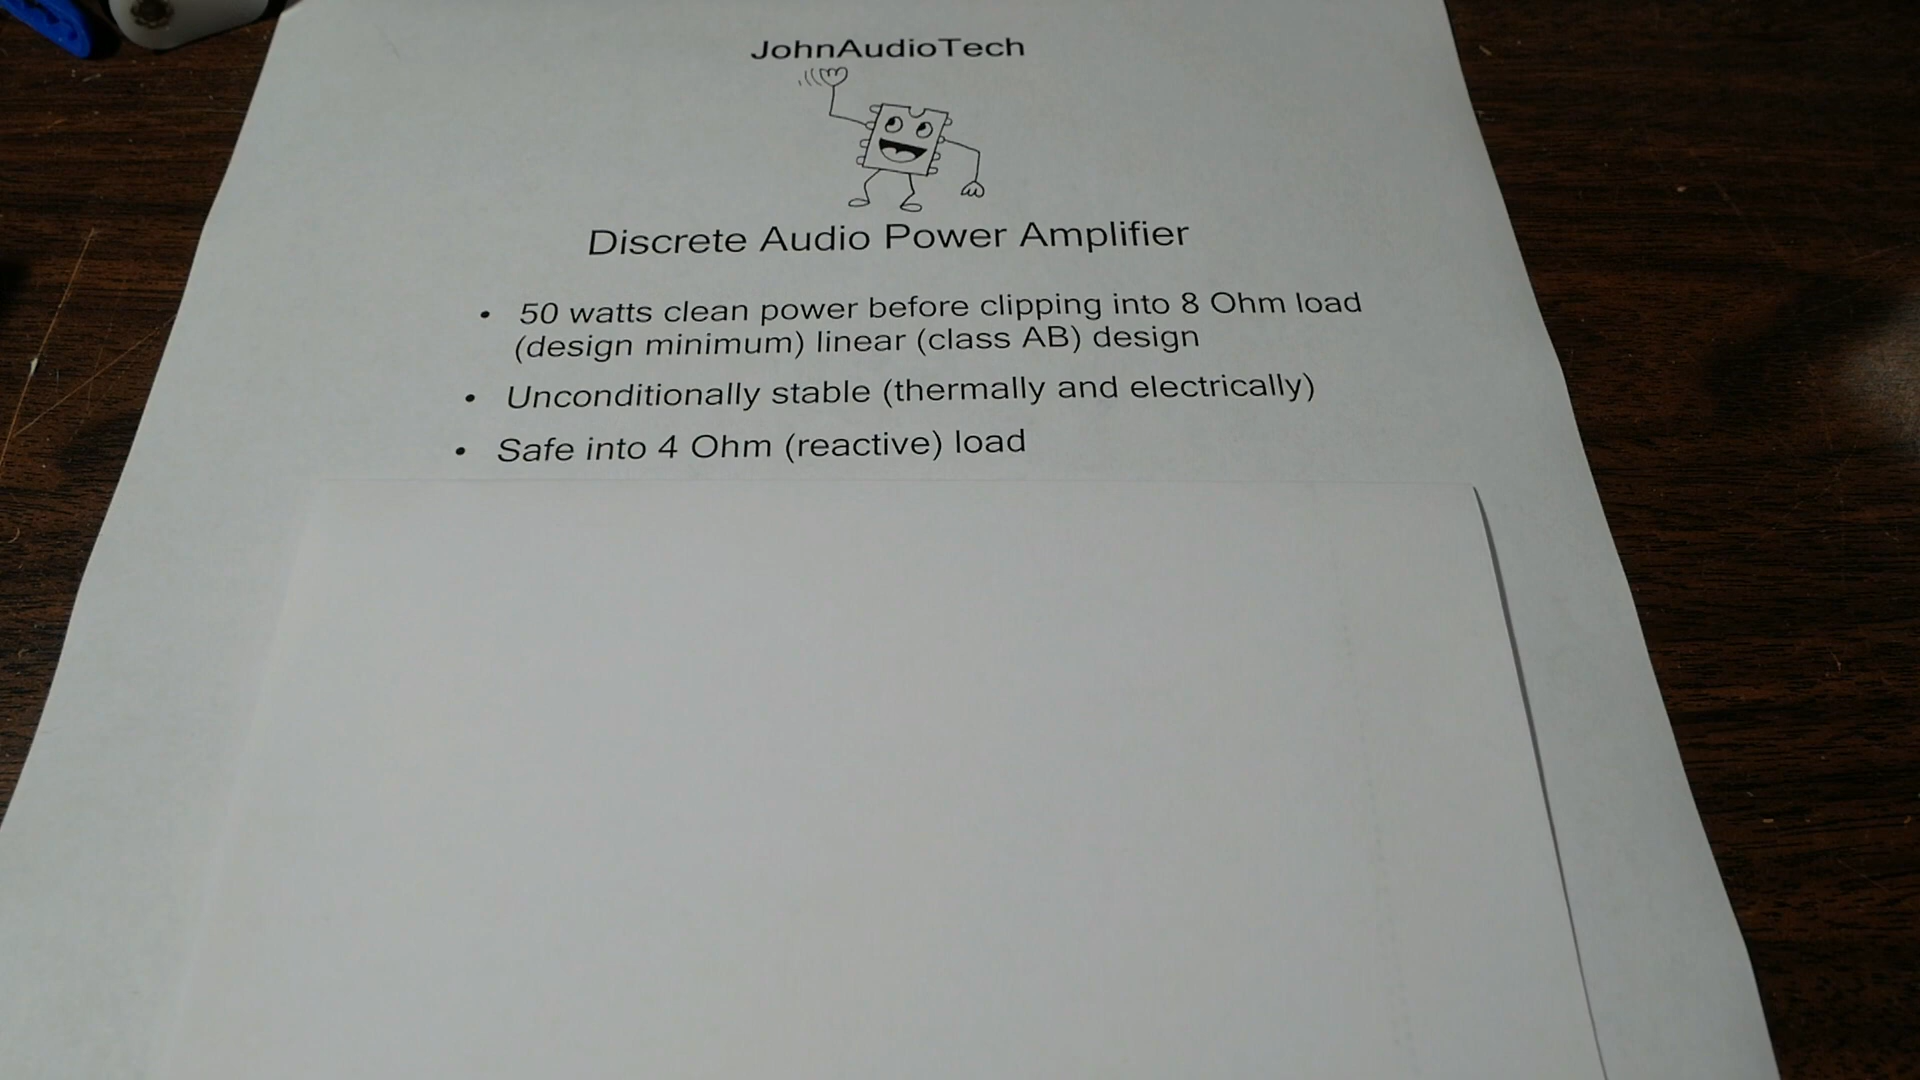 JohnAudioTech
Discrete Audio Power Amplifier
• 50 watts clean power before clipping into 8 Ohm load
(design minimum) linear (class AB) design
• Unconditionally stable (thermally and electrically)
• Safe into 4 Ohm (reactive) load